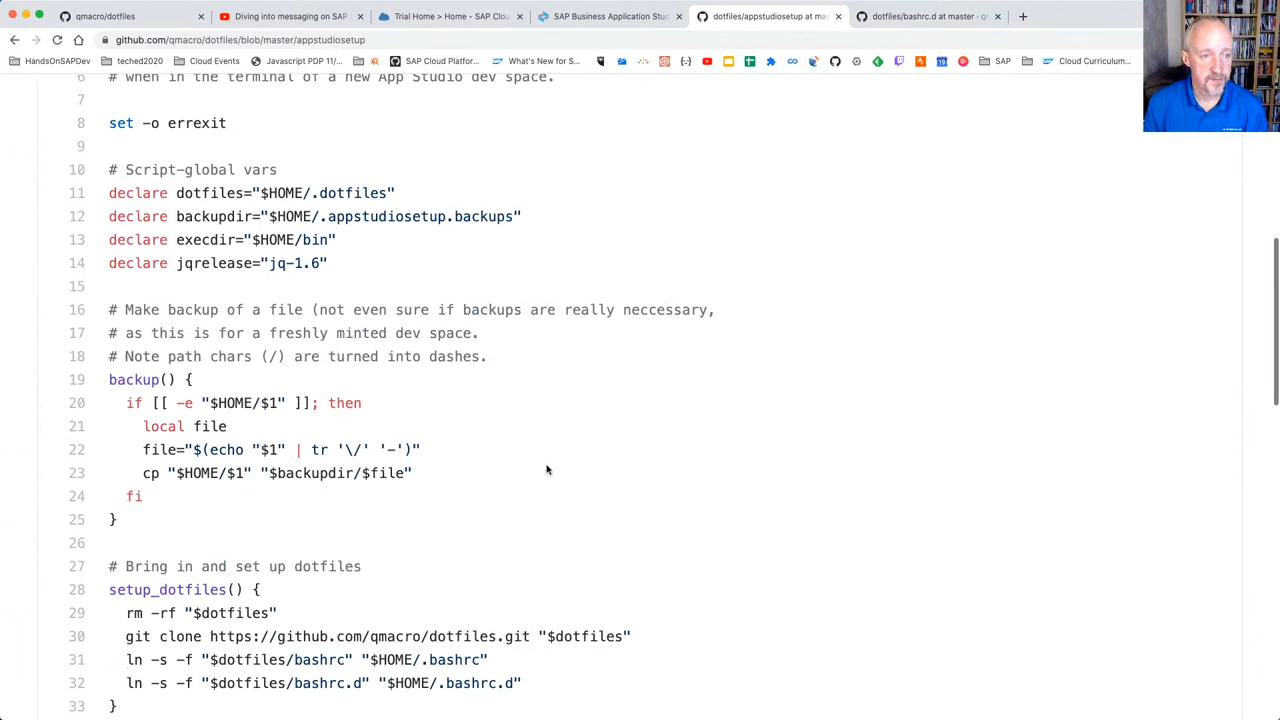 qmacro/dotfiles
Diving into messaging on SAP
Trial Home > Home - SAP Clou
SAP Business Application Stu
dotfiles/appstudiosetup at ma
dotfiles/bashrc.d at master · q
github.com/qmacro/dotfiles/blob/master/appstudiosetup
HandsOnSAPDev
teched2020
Cloud Events
Javascript PDP 11/...
SAP Cloud Platfor...
What's New for S...
SAP
Cloud Curriculum...
6 # when in the terminal of a new App Studio dev space.
7
8 set -o errexit
9
10 # Script-global vars
11 declare dotfiles="$HOME/.dotfiles"
12 declare backupdir="$HOME/.appstudiosetup.backups"
13 declare execdir="$HOME/bin"
14 declare jqrelease="jq-1.6"
15
16 # Make backup of a file (not even sure if backups are really neccessary,
17 # as this is for a freshly minted dev space.
18 # Note path chars (/) are turned into dashes.
19 backup() {
20 if [[ -e "$HOME/$1" ]]; then
21 local file
22 file="$(echo "$1" | tr '\/' '-')"
23 cp "$HOME/$1" "$backupdir/$file"
24 fi
25 }
26
27 # Bring in and set up dotfiles
28 setup_dotfiles() {
29 rm -rf "$dotfiles"
30 git clone https://github.com/qmacro/dotfiles.git "$dotfiles"
31 ln -s -f "$dotfiles/bashrc" "$HOME/.bashrc"
32 ln -s -f "$dotfiles/bashrc.d" "$HOME/.bashrc.d"
33 }